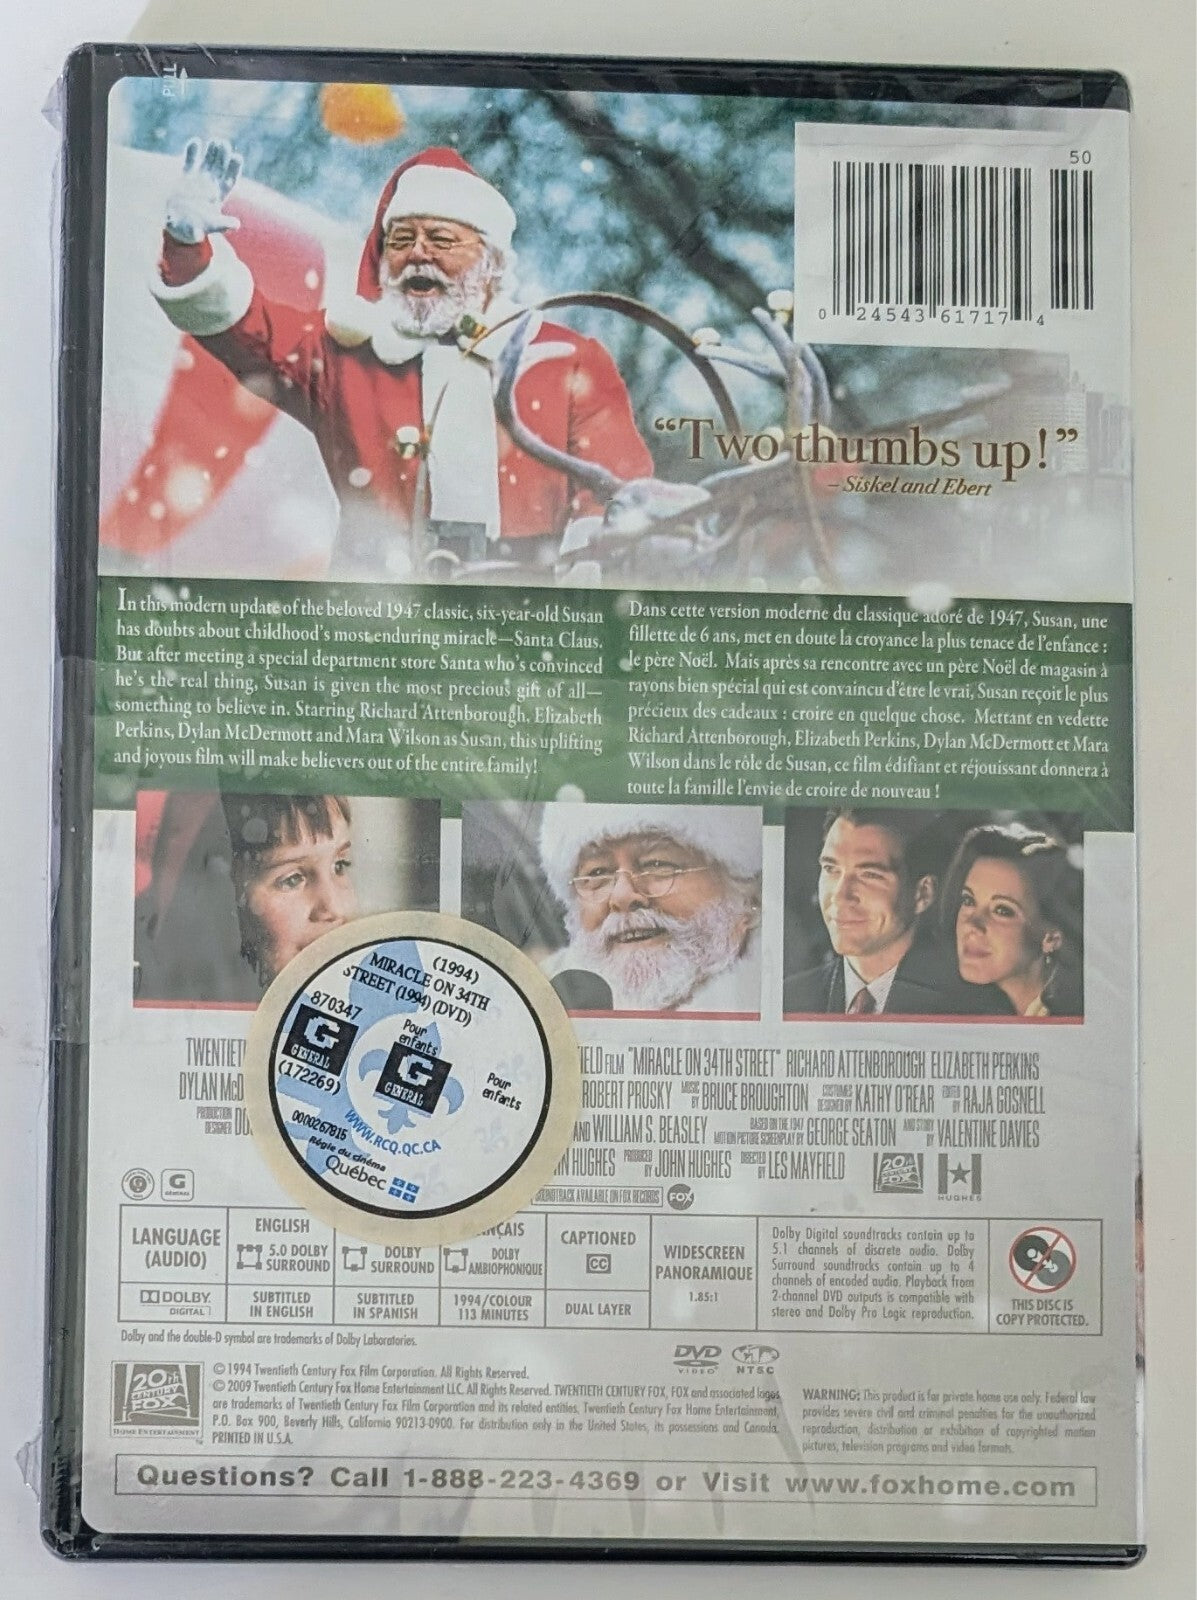 PULL
50
0 24543 61717 4
“Two thumbs up!”
– Siskel and Ebert
In this modern update of the beloved 1947 classic, six-year-old Susan
has doubts about childhood's most enduring miracle—Santa Claus.
But after meeting a special department store Santa who's convinced
he's the real thing, Susan is given the most precious gift of all—
something to believe in. Starring Richard Attenborough, Elizabeth
Perkins, Dylan McDermott and Mara Wilson as Susan, this uplifting
and joyous film will make believers out of the entire family!
Dans cette version moderne du classique adoré de 1947, Susan, une
fillette de 6 ans, met en doute la croyance la plus tenace de l'enfance :
le père Noël. Mais après sa rencontre avec un père Noël de magasin à
rayons bien spécial qui est convaincu d'être le vrai, Susan reçoit le plus
précieux des cadeaux : croire en quelque chose. Mettant en vedette
Richard Attenborough, Elizabeth Perkins, Dylan McDermott et Mara
Wilson dans le rôle de Susan, ce film édifiant et réjouissant donnera à
toute la famille l'envie de croire de nouveau !
(1994)
MIRACLE ON 34TH
STREET (1994) (DVD)
870347
G
GENERAL
(172269)
Pour
enfants
G
GENERAL
Pour
enfants
0000267815
WWW.RCQ.QC.CA
Régie du cinéma
Québec
TWENTIET
IELD FILM "MIRACLE ON 34TH STREET" RICHARD ATTENBOROUGH ELIZABETH PERKINS
DYLAN McD
ROBERT PROSKY MUSIC BY BRUCE BROUGHTON COSTUMES DESIGNED BY KATHY O'REAR EDITED BY RAJA GOSNELL
PRODUCTION DESIGNER DO
AND WILLIAM S. BEASLEY BASED ON THE 1947 MOTION PICTURE SCREENPLAY BY GEORGE SEATON AND STORY BY VALENTINE DAVIES
HN HUGHES PRODUCED BY JOHN HUGHES DIRECTED BY LES MAYFIELD
20th CENTURY FOX
HUGHES
G
GENERAL
SOUNDTRACK AVAILABLE ON FOX RECORDS
FOX
LANGUAGE
(AUDIO)
ENGLISH
5.0 DOLBY
SURROUND
DOLBY
SURROUND
NÇAIS
DOLBY
AMBIOPHONIQUE
CAPTIONED
CC
WIDESCREEN
PANORAMIQUE
1.85:1
Dolby Digital soundtracks contain up to
5.1 channels of discrete audio. Dolby
Surround soundtracks contain up to 4
channels of encoded audio. Playback from
2-channel DVD outputs is compatible with
stereo and Dolby Pro Logic reproduction.
THIS DISC IS
COPY PROTECTED.
DOLBY
DIGITAL
SUBTITLED
IN ENGLISH
SUBTITLED
IN SPANISH
1994/COLOUR
113 MINUTES
DUAL LAYER
Dolby and the double-D symbol are trademarks of Dolby Laboratories.
DVD
VIDEO
NTSC
20th
CENTURY
FOX
HOME ENTERTAINMENT
© 1994 Twentieth Century Fox Film Corporation. All Rights Reserved.
© 2009 Twentieth Century Fox Home Entertainment LLC. All Rights Reserved. TWENTIETH CENTURY FOX, FOX and associated logos
are trademarks of Twentieth Century Fox Film Corporation and its related entities. Twentieth Century Fox Home Entertainment,
P.O. Box 900, Beverly Hills, California 90213-0900. For distribution only in the United States, its possessions and Canada.
PRINTED IN U.S.A.
WARNING: This product is for private home use only. Federal law
provides severe civil and criminal penalties for the unauthorized
reproduction, distribution or exhibition of copyrighted motion
pictures, television programs and video formats.
Questions? Call 1-888-223-4369 or Visit www.foxhome.com